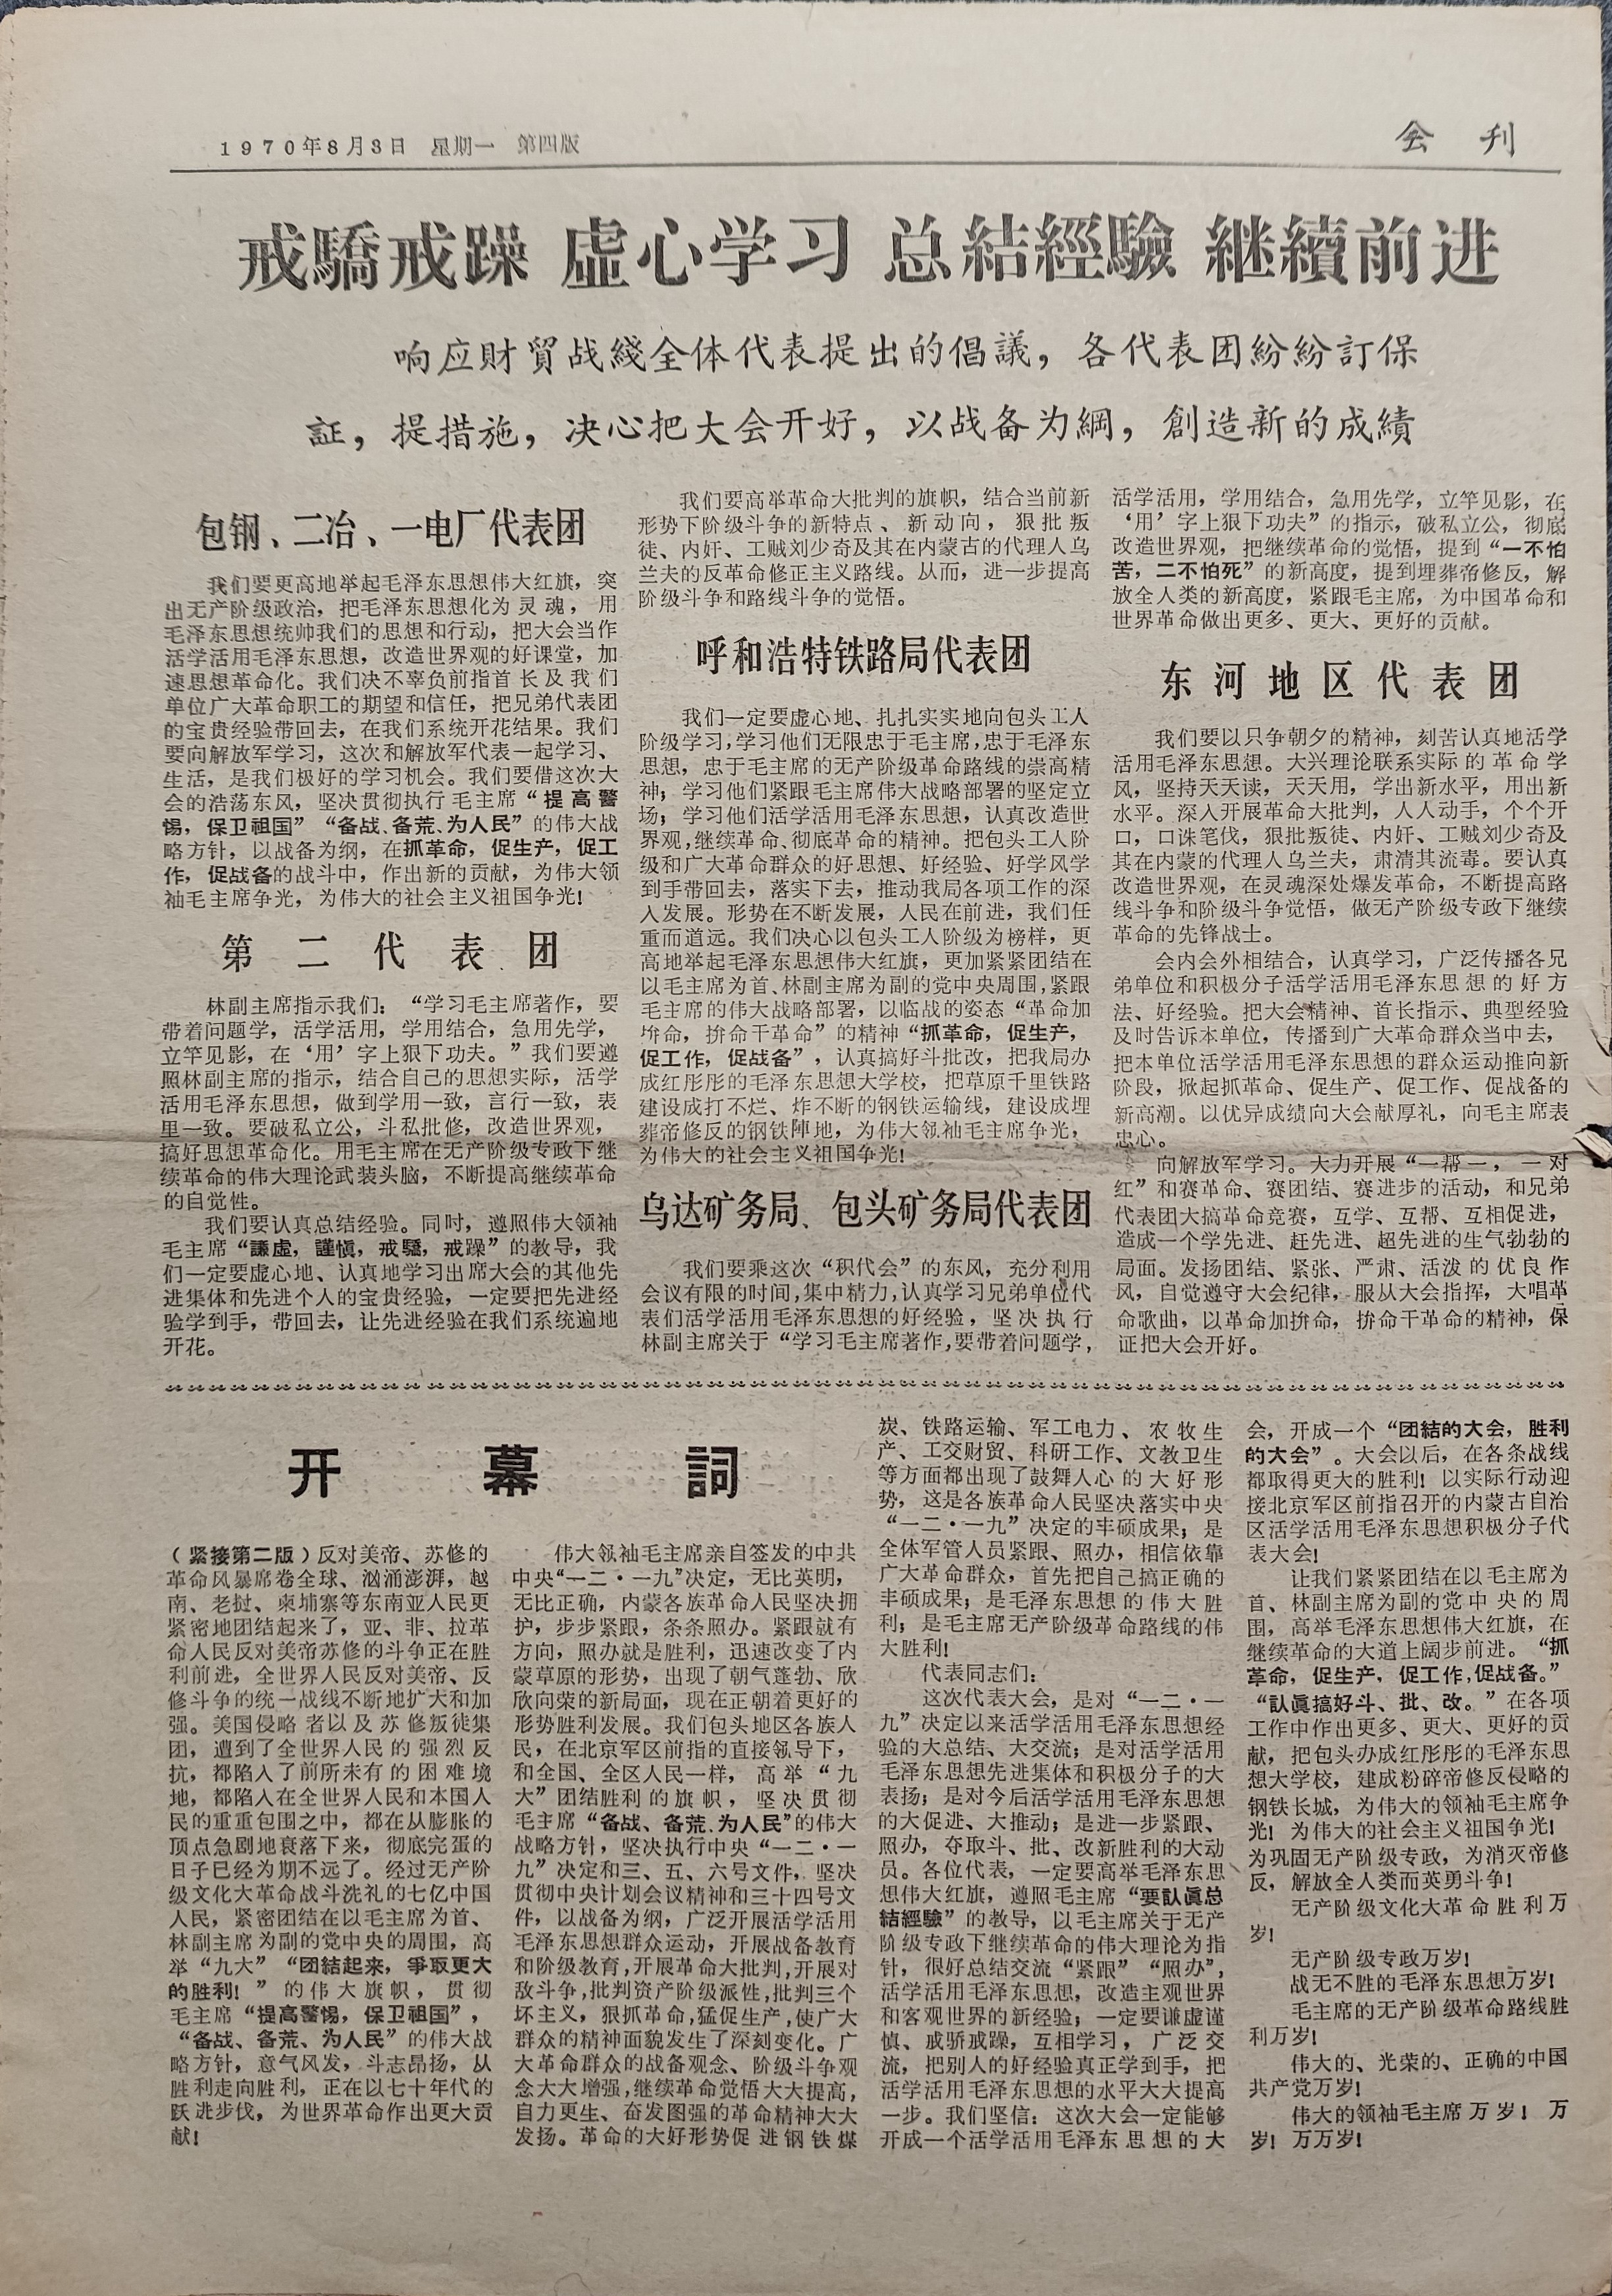 1970年8月3日 星期一 第四版
会刊
戒驕戒躁 虚心学习 总結經驗 継續前进
响应財貿战綫全体代表提出的倡議，各代表团紛紛訂保
証，提措施，决心把大会开好，以战备为綱，創造新的成績
包钢、二冶、一电厂代表团
我们要更高地举起毛泽东思想伟大红旗，突
出无产阶级政治，把毛泽东思想化为灵魂，用
毛泽东思想统帅我们的思想和行动，把大会当作
活学活用毛泽东思想，改造世界观的好课堂，加
速思想革命化。我们决不辜负前指首长及我们
单位广大革命职工的期望和信任，把兄弟代表团
的宝贵经验带回去，在我们系统开花结果。我们
要向解放军学习，这次和解放军代表一起学习、
生活，是我们极好的学习机会。我们要借这次大
会的浩荡东风，坚决贯彻执行毛主席“提高警
惕，保卫祖国”“备战、备荒、为人民”的伟大战
略方针，以战备为纲，在抓革命，促生产，促工
作，促战备的战斗中，作出新的贡献，为伟大领
袖毛主席争光，为伟大的社会主义祖国争光！
第二代表团
林副主席指示我们：“学习毛主席著作，要
带着问题学，活学活用，学用结合，急用先学，
立竿见影，在‘用’字上狠下功夫。”我们要遵
照林副主席的指示，结合自己的思想实际，活学
活用毛泽东思想，做到学用一致，言行一致，表
里一致。要破私立公，斗私批修，改造世界观，
搞好思想革命化。用毛主席在无产阶级专政下继
续革命的伟大理论武装头脑，不断提高继续革命
的自觉性。
我们要认真总结经验。同时，遵照伟大领袖
毛主席“謙虚，謹愼，戒驕，戒躁”的教导，我
们一定要虚心地、认真地学习出席大会的其他先
进集体和先进个人的宝贵经验，一定要把先进经
验学到手，带回去，让先进经验在我们系统遍地
开花。
我们要高举革命大批判的旗帜，结合当前新
形势下阶级斗争的新特点、新动向，狠批叛
徒、内奸、工贼刘少奇及其在内蒙古的代理人乌
兰夫的反革命修正主义路线。从而，进一步提高
阶级斗争和路线斗争的觉悟。
呼和浩特铁路局代表团
我们一定要虚心地、扎扎实实地向包头工人
阶级学习，学习他们无限忠于毛主席，忠于毛泽东
思想，忠于毛主席的无产阶级革命路线的崇高精
神；学习他们紧跟毛主席伟大战略部署的坚定立
场；学习他们活学活用毛泽东思想，认真改造世
界观，继续革命、彻底革命的精神。把包头工人阶
级和广大革命群众的好思想、好经验、好学风学
到手带回去，落实下去，推动我局各项工作的深
入发展。形势在不断发展，人民在前进，我们任
重而道远。我们决心以包头工人阶级为榜样，更
高地举起毛泽东思想伟大红旗，更加紧紧团结在
以毛主席为首、林副主席为副的党中央周围，紧跟
毛主席的伟大战略部署，以临战的姿态“革命加
拚命，拚命干革命”的精神“抓革命，促生产，
促工作，促战备”，认真搞好斗批改，把我局办
成红彤彤的毛泽东思想大学校，把草原千里铁路
建设成打不烂、炸不断的钢铁运输线，建设成埋
葬帝修反的钢铁陣地，为伟大领袖毛主席争光，
为伟大的社会主义祖国争光！
乌达矿务局、包头矿务局代表团
我们要乘这次“积代会”的东风，充分利用
会议有限的时间，集中精力，认真学习兄弟单位代
表们活学活用毛泽东思想的好经验，坚决执行
林副主席关于“学习毛主席著作，要带着问题学，
活学活用，学用结合，急用先学，立竿见影，在
‘用’字上狠下功夫”的指示，破私立公，彻底
改造世界观，把继续革命的觉悟，提到“一不怕
苦，二不怕死”的新高度，提到埋葬帝修反，解
放全人类的新高度，紧跟毛主席，为中国革命和
世界革命做出更多、更大、更好的贡献。
东河地区代表团
我们要以只争朝夕的精神，刻苦认真地活学
活用毛泽东思想。大兴理论联系实际的革命学
风，坚持天天读，天天用，学出新水平，用出新
水平。深入开展革命大批判，人人动手，个个开
口，口诛笔伐，狠批叛徒、内奸、工贼刘少奇及
其在内蒙的代理人乌兰夫，肃清其流毒。要认真
改造世界观，在灵魂深处爆发革命，不断提高路
线斗争和阶级斗争觉悟，做无产阶级专政下继续
革命的先锋战士。
会内会外相结合，认真学习，广泛传播各兄
弟单位和积极分子活学活用毛泽东思想的好方
法、好经验。把大会精神、首长指示、典型经验
及时告诉本单位，传播到广大革命群众当中去，
把本单位活学活用毛泽东思想的群众运动推向新
阶段，掀起抓革命、促生产、促工作、促战备的
新高潮。以优异成绩向大会献厚礼，向毛主席表
忠心。
向解放军学习。大力开展“一帮一，一对
红”和赛革命、赛团结、赛进步的活动，和兄弟
代表团大搞革命竞赛，互学、互帮、互相促进，
造成一个学先进、赶先进、超先进的生气勃勃的
局面。发扬团结、紧张、严肃、活泼的优良作
风，自觉遵守大会纪律，服从大会指挥，大唱革
命歌曲，以革命加拚命，拚命干革命的精神，保
证把大会开好。
开幕詞
（紧接第二版）反对美帝、苏修的
革命风暴席卷全球、汹涌澎湃，越
南、老挝、柬埔寨等东南亚人民更
紧密地团结起来了，亚、非、拉革
命人民反对美帝苏修的斗争正在胜
利前进，全世界人民反对美帝、反
修斗争的统一战线不断地扩大和加
强。美国侵略者以及苏修叛徒集
团，遭到了全世界人民的强烈反
抗，都陷入了前所未有的困难境
地，都陷入在全世界人民和本国人
民的重重包围之中，都在从膨胀的
顶点急剧地衰落下来，彻底完蛋的
日子已经为期不远了。经过无产阶
级文化大革命战斗洗礼的七亿中国
人民，紧密团结在以毛主席为首、
林副主席为副的党中央的周围，高
举“九大”“团結起来，爭取更大
的胜利！”的伟大旗帜，贯彻
毛主席“提高警惕，保卫祖国”，
“备战、备荒、为人民”的伟大战
略方针，意气风发，斗志昂扬，从
胜利走向胜利，正在以七十年代的
跃进步伐，为世界革命作出更大贡
献！
伟大领袖毛主席亲自签发的中共
中央“一二·一九”决定，无比英明，
无比正确，内蒙各族革命人民坚决拥
护，步步紧跟，条条照办。紧跟就有
方向，照办就是胜利，迅速改变了内
蒙草原的形势，出现了朝气蓬勃、欣
欣向荣的新局面，现在正朝着更好的
形势胜利发展。我们包头地区各族人
民，在北京军区前指的直接领导下，
和全国、全区人民一样，高举“九
大”团结胜利的旗帜，坚决贯彻
毛主席“备战、备荒、为人民”的伟大
战略方针，坚决执行中央“一二·一
九”决定和三、五、六号文件，坚决
贯彻中央计划会议精神和三十四号文
件，以战备为纲，广泛开展活学活用
毛泽东思想群众运动，开展战备教育
和阶级教育，开展革命大批判，开展对
敌斗争，批判资产阶级派性，批判三个
坏主义，狠抓革命，猛促生产，使广大
群众的精神面貌发生了深刻变化。广
大革命群众的战备观念、阶级斗争观
念大大增强，继续革命觉悟大大提高，
自力更生、奋发图强的革命精神大大
发扬。革命的大好形势促进钢铁煤
炭、铁路运输、军工电力、农牧生
产、工交财贸、科研工作、文教卫生
等方面都出现了鼓舞人心的大好形
势，这是各族革命人民坚决落实中央
“一二·一九”决定的丰硕成果；是
全体军管人员紧跟、照办，相信依靠
广大革命群众，首先把自己搞正确的
丰硕成果；是毛泽东思想的伟大胜
利；是毛主席无产阶级革命路线的伟
大胜利！
代表同志们：
这次代表大会，是对“一二·一
九”决定以来活学活用毛泽东思想经
验的大总结、大交流；是对活学活用
毛泽东思想先进集体和积极分子的大
表扬；是对今后活学活用毛泽东思想
的大促进、大推动；是进一步紧跟、
照办，夺取斗、批、改新胜利的大动
员。各位代表，一定要高举毛泽东思
想伟大红旗，遵照毛主席“要訒眞总
結經驗”的教导，以毛主席关于无产
阶级专政下继续革命的伟大理论为指
针，很好总结交流“紧跟”“照办”，
活学活用毛泽东思想，改造主观世界
和客观世界的新经验；一定要谦虚谨
慎、戒骄戒躁，互相学习，广泛交
流，把别人的好经验真正学到手，把
活学活用毛泽东思想的水平大大提高
一步。我们坚信：这次大会一定能够
开成一个活学活用毛泽东思想的大
会，开成一个“团結的大会，胜利
的大会”。大会以后，在各条战线
都取得更大的胜利！以实际行动迎
接北京军区前指召开的内蒙古自治
区活学活用毛泽东思想积极分子代
表大会！
让我们紧紧团结在以毛主席为
首、林副主席为副的党中央的周
围，高举毛泽东思想伟大红旗，在
继续革命的大道上阔步前进。“抓
革命，促生产，促工作，促战备。”
“訒眞搞好斗、批、改。”在各项
工作中作出更多、更大、更好的贡
献，把包头办成红彤彤的毛泽东思
想大学校，建成粉碎帝修反侵略的
钢铁长城，为伟大的领袖毛主席争
光！为伟大的社会主义祖国争光！
为巩固无产阶级专政，为消灭帝修
反，解放全人类而英勇斗争！
无产阶级文化大革命胜利万
岁！
无产阶级专政万岁！
战无不胜的毛泽东思想万岁！
毛主席的无产阶级革命路线胜
利万岁！
伟大的、光荣的、正确的中国
共产党万岁！
伟大的领袖毛主席万岁！万
岁！万万岁！